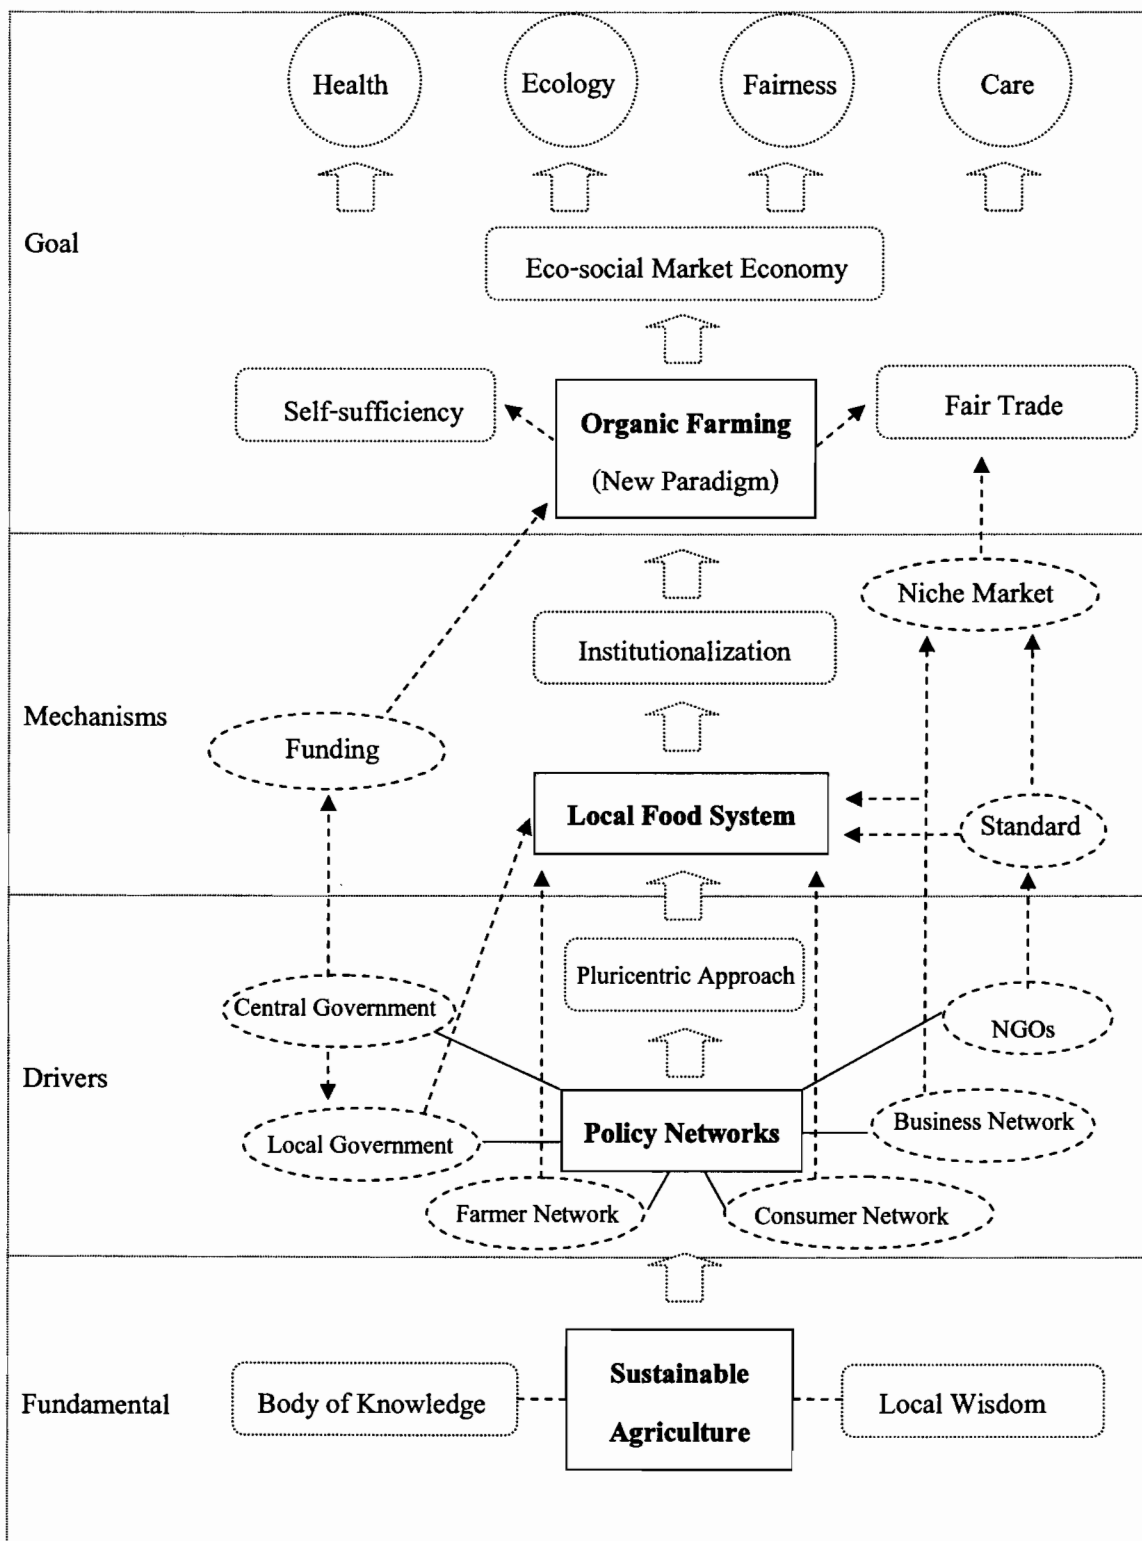 Health
Ecology
Fairness
Care
Goal
Eco-social Market Economy
Self-sufficiency
Organic Farming
(New Paradigm)
Fair Trade
Niche Market
Institutionalization
Mechanisms
Funding
Local Food System
Standard
Pluricentric Approach
Central Government
NGOs
Drivers
Business Network
Policy Networks
Local Government
Farmer Network
Consumer Network
Sustainable
Agriculture
Fundamental
Body of Knowledge
Local Wisdom